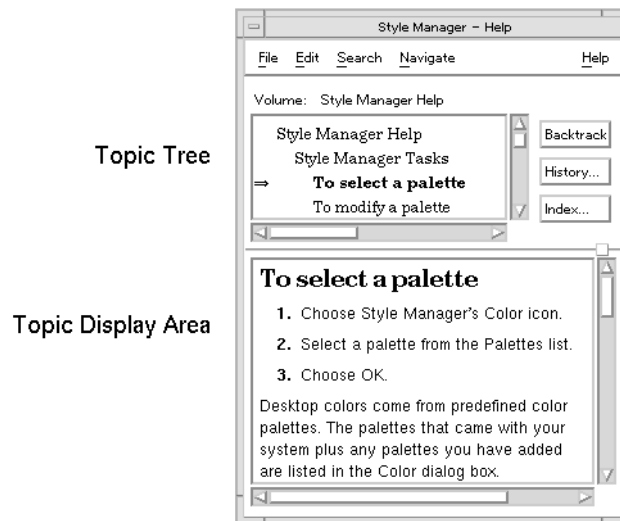 Style Manager - Help
File Edit Search Navigate Help
Volume: Style Manager Help
Topic Tree
Style Manager Help
Style Manager Tasks
⇒ To select a palette
To modify a palette
Backtrack
History...
Index...
Topic Display Area
To select a palette
1. Choose Style Manager's Color icon.
2. Select a palette from the Palettes list.
3. Choose OK.
Desktop colors come from predefined color
palettes. The palettes that came with your
system plus any palettes you have added
are listed in the Color dialog box.